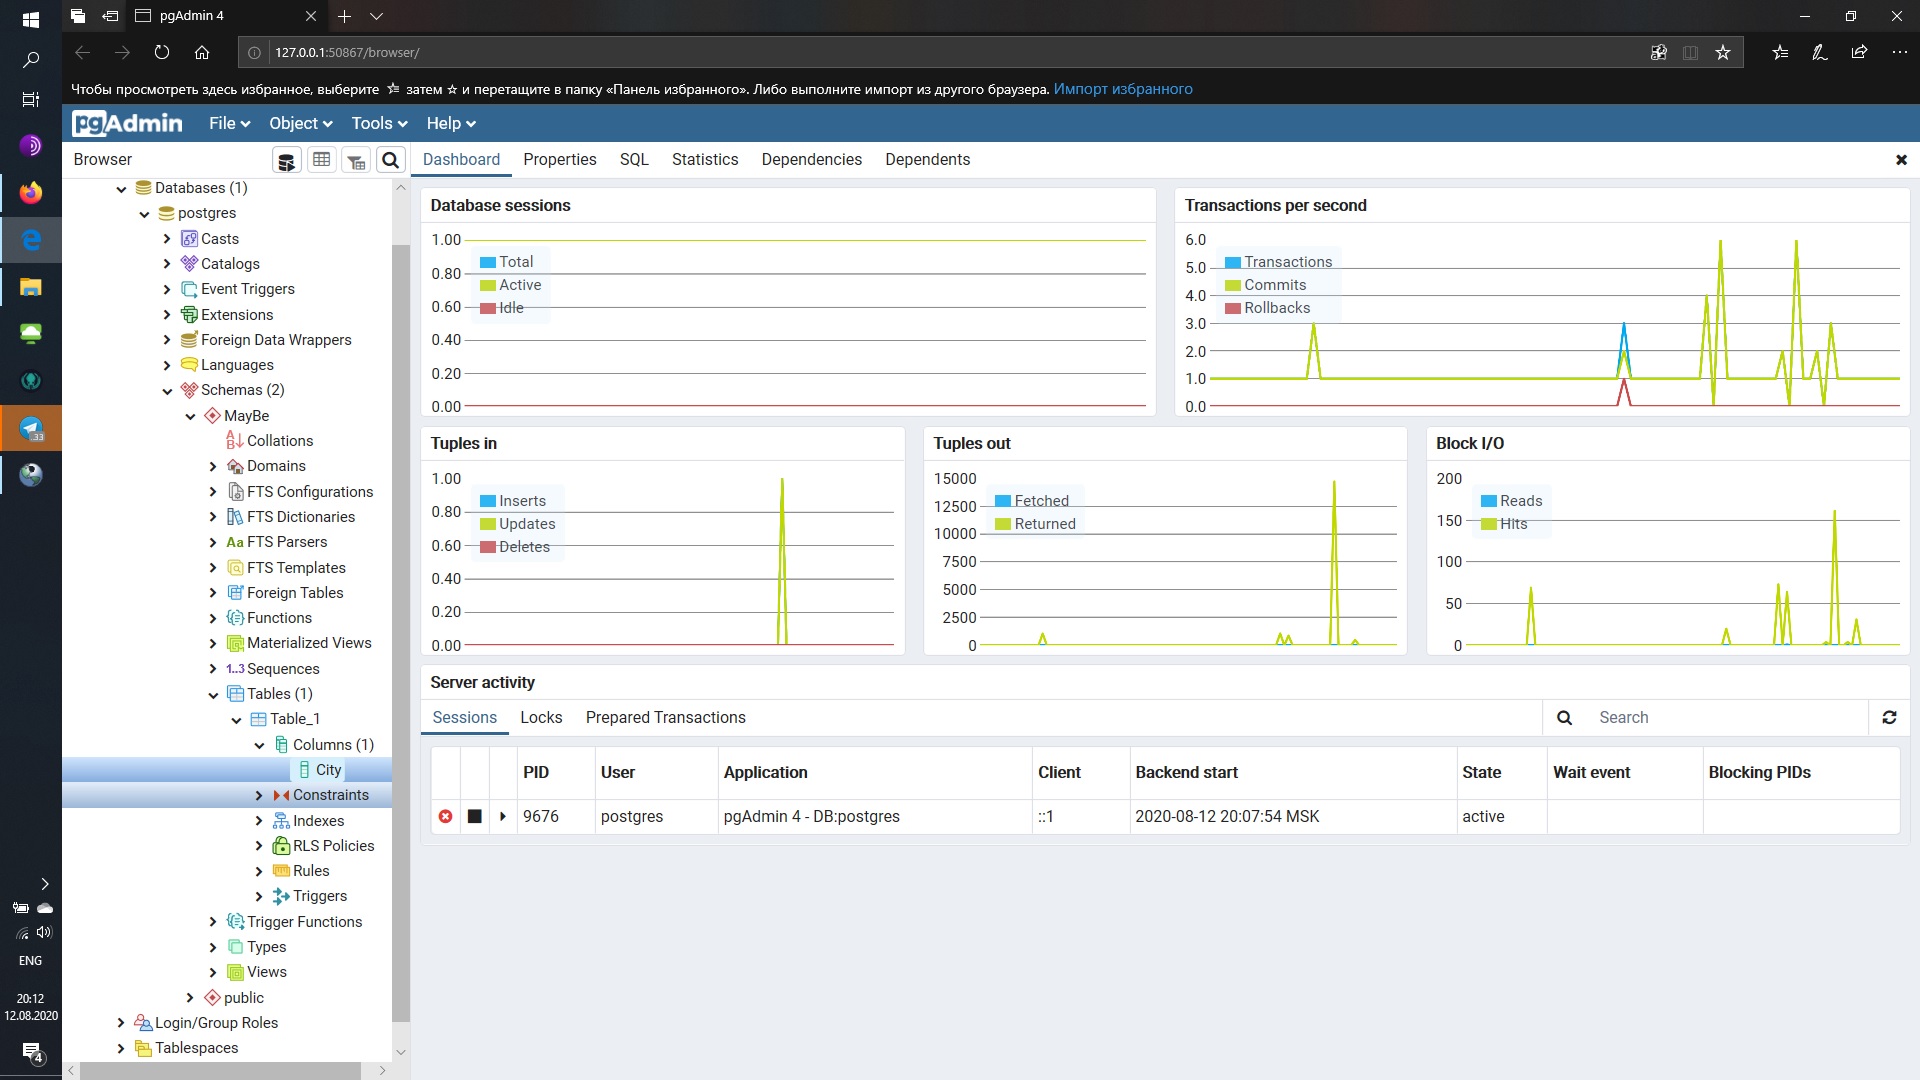 pgAdmin 4
127.0.0.1:50867/browser/
Чтобы просмотреть здесь избранное, выберите затем и перетащите в папку «Панель избранного». Либо выполните импорт из другого браузера. Импорт избранного
pgAdmin File Object Tools Help
Browser
Dashboard Properties SQL Statistics Dependencies Dependents
Databases (1)
postgres
Casts
Catalogs
Event Triggers
Extensions
Foreign Data Wrappers
Languages
Schemas (2)
MayBe
Collations
Domains
FTS Configurations
FTS Dictionaries
Aa FTS Parsers
FTS Templates
Foreign Tables
Functions
Materialized Views
1..3 Sequences
Tables (1)
Table_1
Columns (1)
City
Constraints
Indexes
RLS Policies
Rules
Triggers
Trigger Functions
Types
Views
public
Login/Group Roles
Tablespaces
Database sessions
1.00
0.80
0.60
0.40
0.20
0.00
Total
Active
Idle
Transactions per second
6.0
5.0
4.0
3.0
2.0
1.0
0.0
Transactions
Commits
Rollbacks
Tuples in
1.00
0.80
0.60
0.40
0.20
0.00
Inserts
Updates
Deletes
Tuples out
15000
12500
10000
7500
5000
2500
0
Fetched
Returned
Block I/O
200
150
100
50
0
Reads
Hits
Server activity
Sessions Locks Prepared Transactions
Search
PID User Application Client Backend start State Wait event Blocking PIDs
9676 postgres pgAdmin 4 - DB:postgres ::1 2020-08-12 20:07:54 MSK active
.33
ENG
20:12
12.08.2020
4